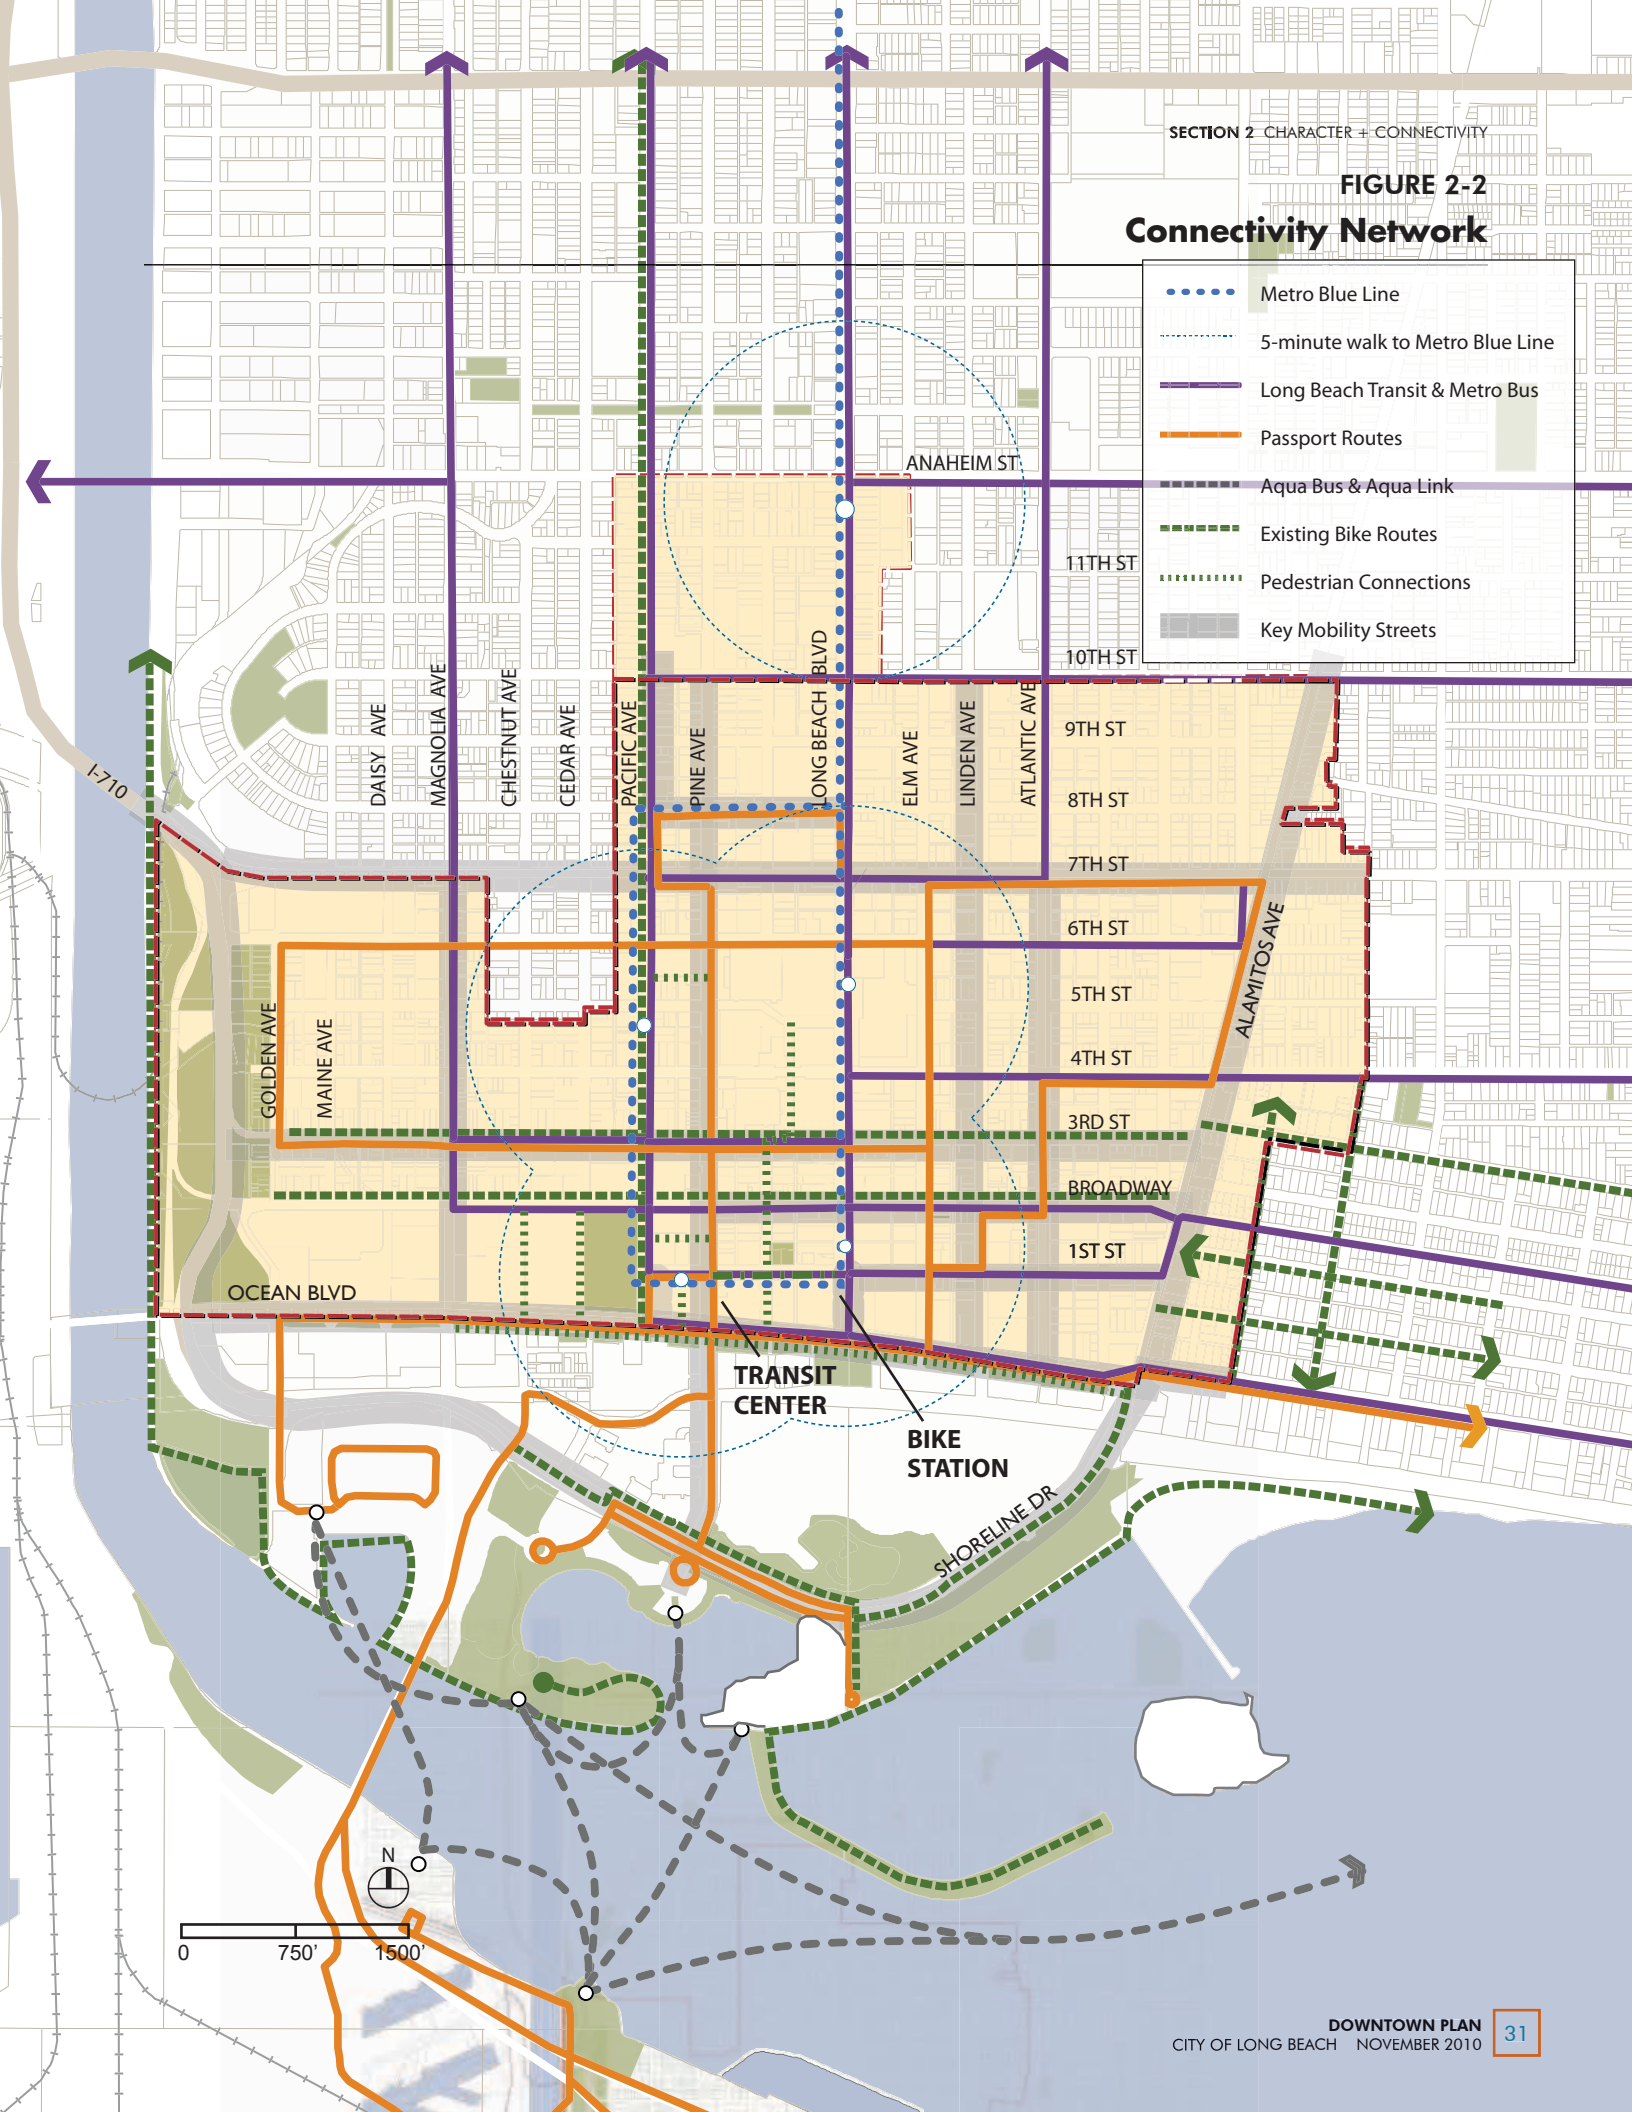 SECTION 2 CHARACTER + CONNECTIVITY
FIGURE 2-2
Connectivity Network
Metro Blue Line
5-minute walk to Metro Blue Line
Long Beach Transit & Metro Bus
Passport Routes
Aqua Bus & Aqua Link
Existing Bike Routes
Pedestrian Connections
Key Mobility Streets
ANAHEIM ST
11TH ST
10TH ST
9TH ST
8TH ST
7TH ST
6TH ST
5TH ST
4TH ST
3RD ST
BROADWAY
1ST ST
I-710
DAISY AVE
MAGNOLIA AVE
CHESTNUT AVE
CEDAR AVE
PACIFIC AVE
PINE AVE
LONG BEACH BLVD
ELM AVE
LINDEN AVE
ATLANTIC AVE
ALAMITOS AVE
GOLDEN AVE
MAINE AVE
OCEAN BLVD
TRANSIT
CENTER
BIKE
STATION
SHORELINE DR
N
0 750' 1500'
DOWNTOWN PLAN
CITY OF LONG BEACH NOVEMBER 2010
31